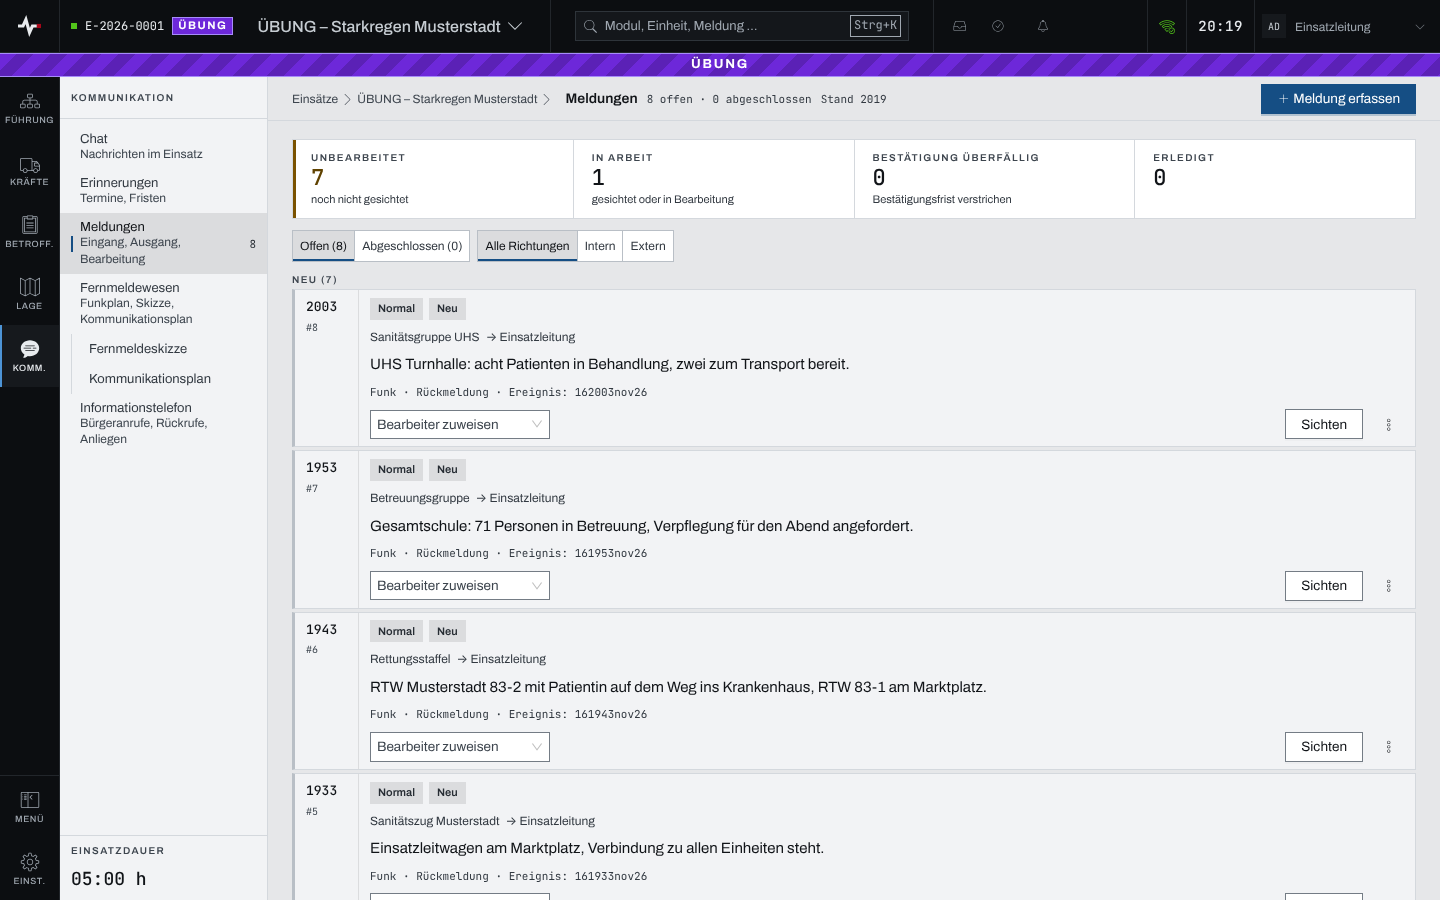 E-2026-0001 ÜBUNG ÜBUNG – Starkregen Musterstadt Modul, Einheit, Meldung ... Strg+K 20:19 AD Einsatzleitung
ÜBUNG
FÜHRUNG
KRÄFTE
BETROFF.
LAGE
KOMM.
MENÜ
EINST.
KOMMUNIKATION
Chat
Nachrichten im Einsatz
Erinnerungen
Termine, Fristen
Meldungen
Eingang, Ausgang,
Bearbeitung
8
Fernmeldewesen
Funkplan, Skizze,
Kommunikationsplan
Fernmeldeskizze
Kommunikationsplan
Informationstelefon
Bürgeranrufe, Rückrufe,
Anliegen
EINSATZDAUER
05:00 h
Einsätze ÜBUNG – Starkregen Musterstadt Meldungen 8 offen · 0 abgeschlossen Stand 2019 + Meldung erfassen
UNBEARBEITET
7
noch nicht gesichtet
IN ARBEIT
1
gesichtet oder in Bearbeitung
BESTÄTIGUNG ÜBERFÄLLIG
0
Bestätigungsfrist verstrichen
ERLEDIGT
0
Offen (8) Abgeschlossen (0) Alle Richtungen Intern Extern
NEU (7)
2003
#8
Normal Neu
Sanitätsgruppe UHS → Einsatzleitung
UHS Turnhalle: acht Patienten in Behandlung, zwei zum Transport bereit.
Funk · Rückmeldung · Ereignis: 162003nov26
Bearbeiter zuweisen Sichten
1953
#7
Normal Neu
Betreuungsgruppe → Einsatzleitung
Gesamtschule: 71 Personen in Betreuung, Verpflegung für den Abend angefordert.
Funk · Rückmeldung · Ereignis: 161953nov26
Bearbeiter zuweisen Sichten
1943
#6
Normal Neu
Rettungsstaffel → Einsatzleitung
RTW Musterstadt 83-2 mit Patientin auf dem Weg ins Krankenhaus, RTW 83-1 am Marktplatz.
Funk · Rückmeldung · Ereignis: 161943nov26
Bearbeiter zuweisen Sichten
1933
#5
Normal Neu
Sanitätszug Musterstadt → Einsatzleitung
Einsatzleitwagen am Marktplatz, Verbindung zu allen Einheiten steht.
Funk · Rückmeldung · Ereignis: 161933nov26